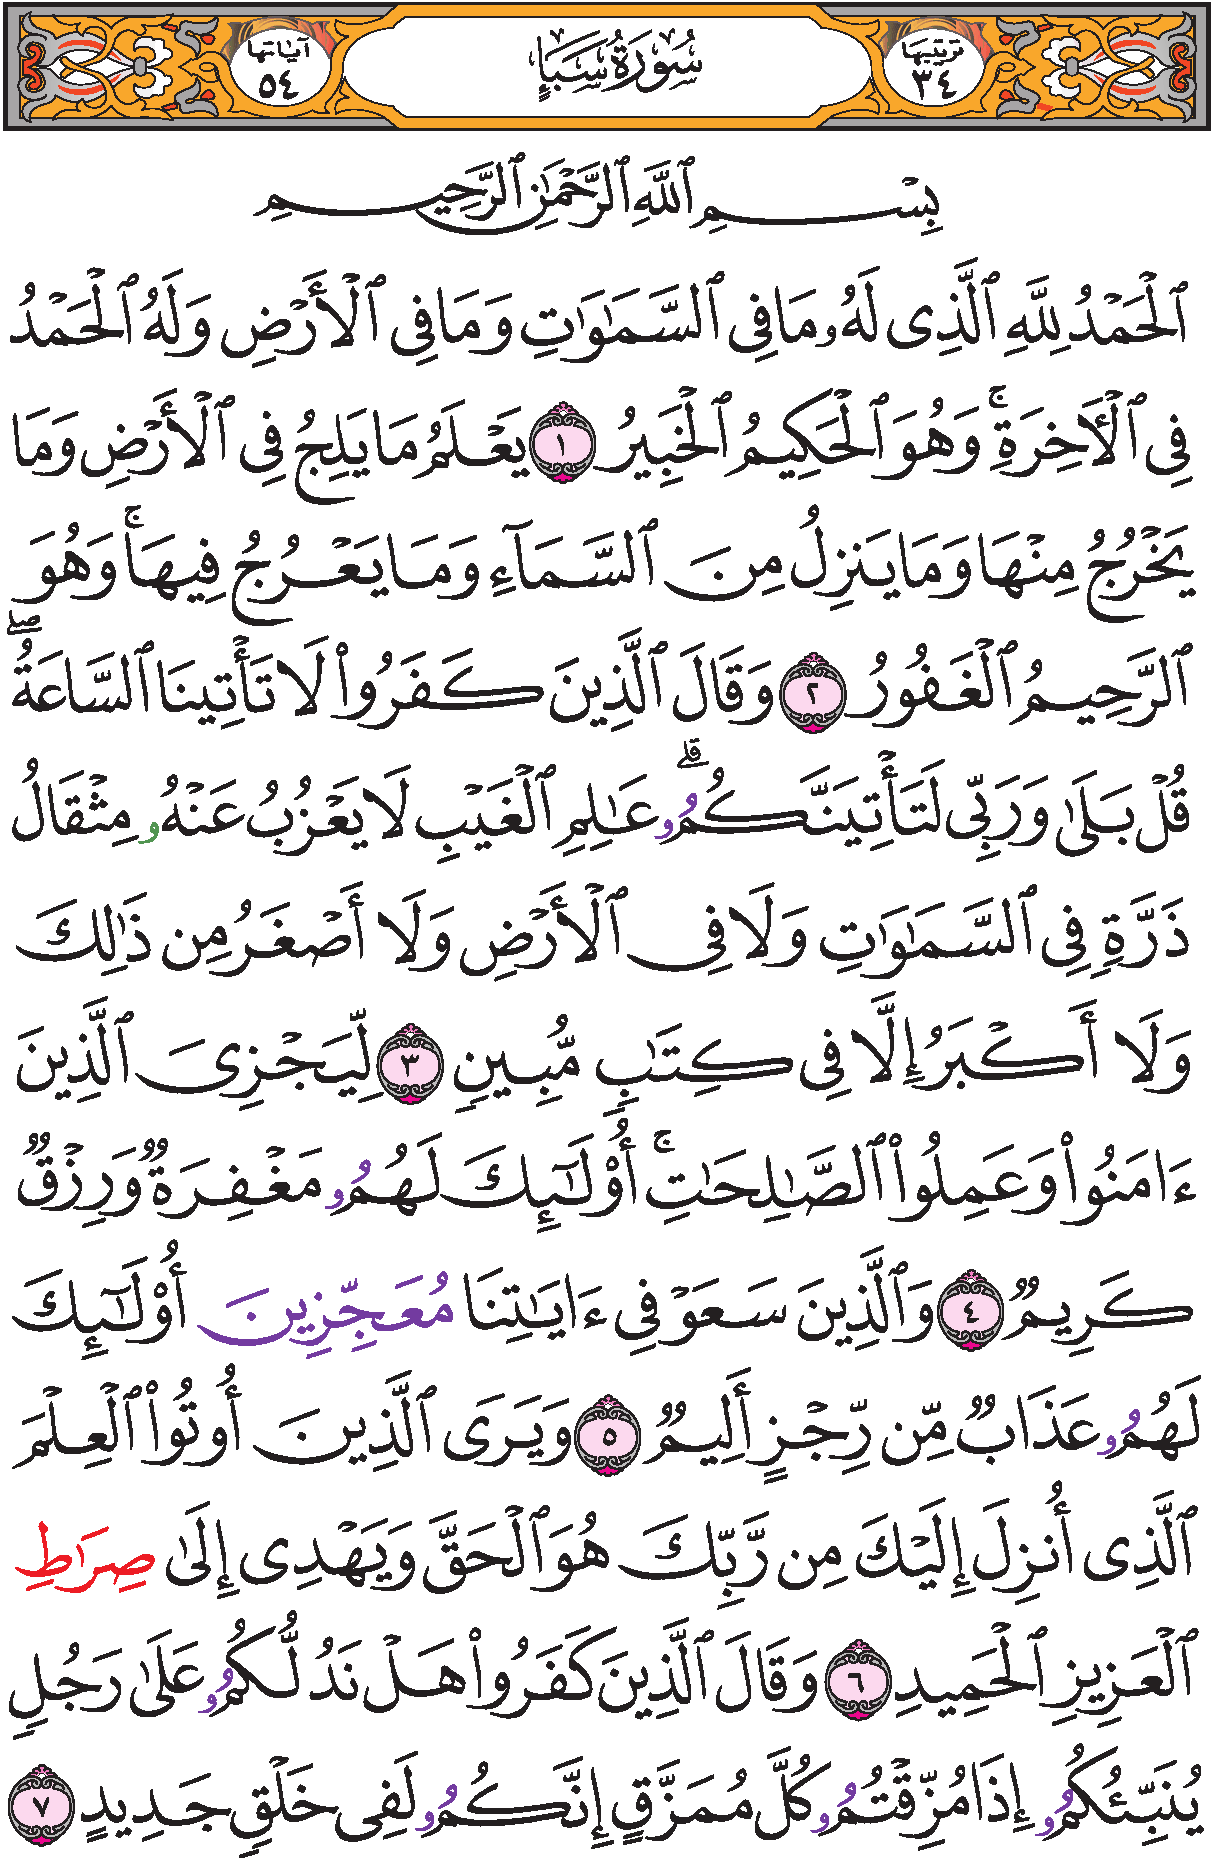 ترتيبها ٣٤ سُورَةُ سَبَإٍ آياتها ٥٤
بِسْمِ ٱللَّهِ ٱلرَّحْمَٰنِ ٱلرَّحِيمِ
ٱلْحَمْدُ لِلَّهِ ٱلَّذِى لَهُۥ مَا فِى ٱلسَّمَٰوَٰتِ وَمَا فِى ٱلْأَرْضِ وَلَهُ ٱلْحَمْدُ
فِى ٱلْأَخِرَةِۚ وَهُوَ ٱلْحَكِيمُ ٱلْخَبِيرُ ١ يَعْلَمُ مَا يَلِجُ فِى ٱلْأَرْضِ وَمَا
يَخْرُجُ مِنْهَا وَمَا يَنزِلُ مِنَ ٱلسَّمَآءِ وَمَا يَعْرُجُ فِيهَاۚ وَهُوَ
ٱلرَّحِيمُ ٱلْغَفُورُ ٢ وَقَالَ ٱلَّذِينَ كَفَرُوا۟ لَا تَأْتِينَا ٱلسَّاعَةُۖ
قُلْ بَلَىٰ وَرَبِّى لَتَأْتِيَنَّكُمُۥۗ عَٰلِمِ ٱلْغَيْبِ لَا يَعْزُبُ عَنْهُۥ مِثْقَالُ
ذَرَّةٍ فِى ٱلسَّمَٰوَٰتِ وَلَا فِى ٱلْأَرْضِ وَلَا أَصْغَرُ مِن ذَٰلِكَ
وَلَا أَكْبَرُ إِلَّا فِى كِتَٰبٍ مُّبِينٍ ٣ لِّيَجْزِىَ ٱلَّذِينَ
ءَامَنُوا۟ وَعَمِلُوا۟ ٱلصَّٰلِحَٰتِۚ أُو۟لَٰٓئِكَ لَهُمُۥ مَغْفِرَةٌ وَرِزْقٌ
كَرِيمٌ ٤ وَٱلَّذِينَ سَعَوْ فِى ءَايَٰتِنَا مُعَجِّزِينَ أُو۟لَٰٓئِكَ
لَهُمُۥ عَذَابٌ مِّن رِّجْزٍ أَلِيمٌ ٥ وَيَرَى ٱلَّذِينَ أُوتُوا۟ ٱلْعِلْمَ
ٱلَّذِى أُنزِلَ إِلَيْكَ مِن رَّبِّكَ هُوَ ٱلْحَقَّ وَيَهْدِى إِلَىٰ صِرَٰطِ
ٱلْعَزِيزِ ٱلْحَمِيدِ ٦ وَقَالَ ٱلَّذِينَ كَفَرُوا۟ هَلْ نَدُلُّكُمُۥ عَلَىٰ رَجُلٍ
يُنَبِّئُكُمُۥ إِذَا مُزِّقْتُمُۥ كُلَّ مُمَزَّقٍ إِنَّكُمُۥ لَفِى خَلْقٍ جَدِيدٍ ٧